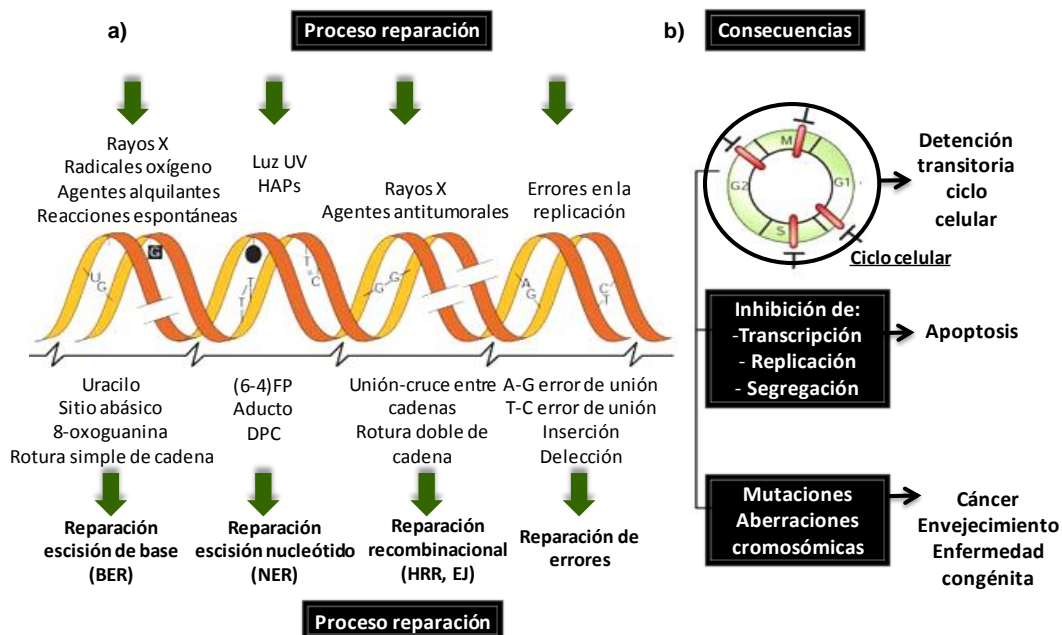 a)
Proceso reparación
Rayos X
Radicales oxígeno
Agentes alquilantes
Reacciones espontáneas
Luz UV
HAPs
Rayos X
Agentes antitumorales
Errores en la
replicación
U G
G
T T
T C
G G
A G
C T
Uracilo
Sitio abásico
8-oxoguanina
Rotura simple de cadena
(6-4)FP
Aducto
DPC
Unión-cruce entre
cadenas
Rotura doble de
cadena
A-G error de unión
T-C error de unión
Inserción
Delección
Reparación
escisión de base
(BER)
Reparación
escisión nucleótido
(NER)
Reparación
recombinacional
(HRR, EJ)
Reparación de
errores
Proceso reparación
b)
Consecuencias
M
G2
G1
S
Ciclo celular
Detención
transitoria
ciclo
celular
Inhibición de:
-Transcripción
- Replicación
- Segregación
Apoptosis
Mutaciones
Aberraciones
cromosómicas
Cáncer
Envejecimiento
Enfermedad
congénita